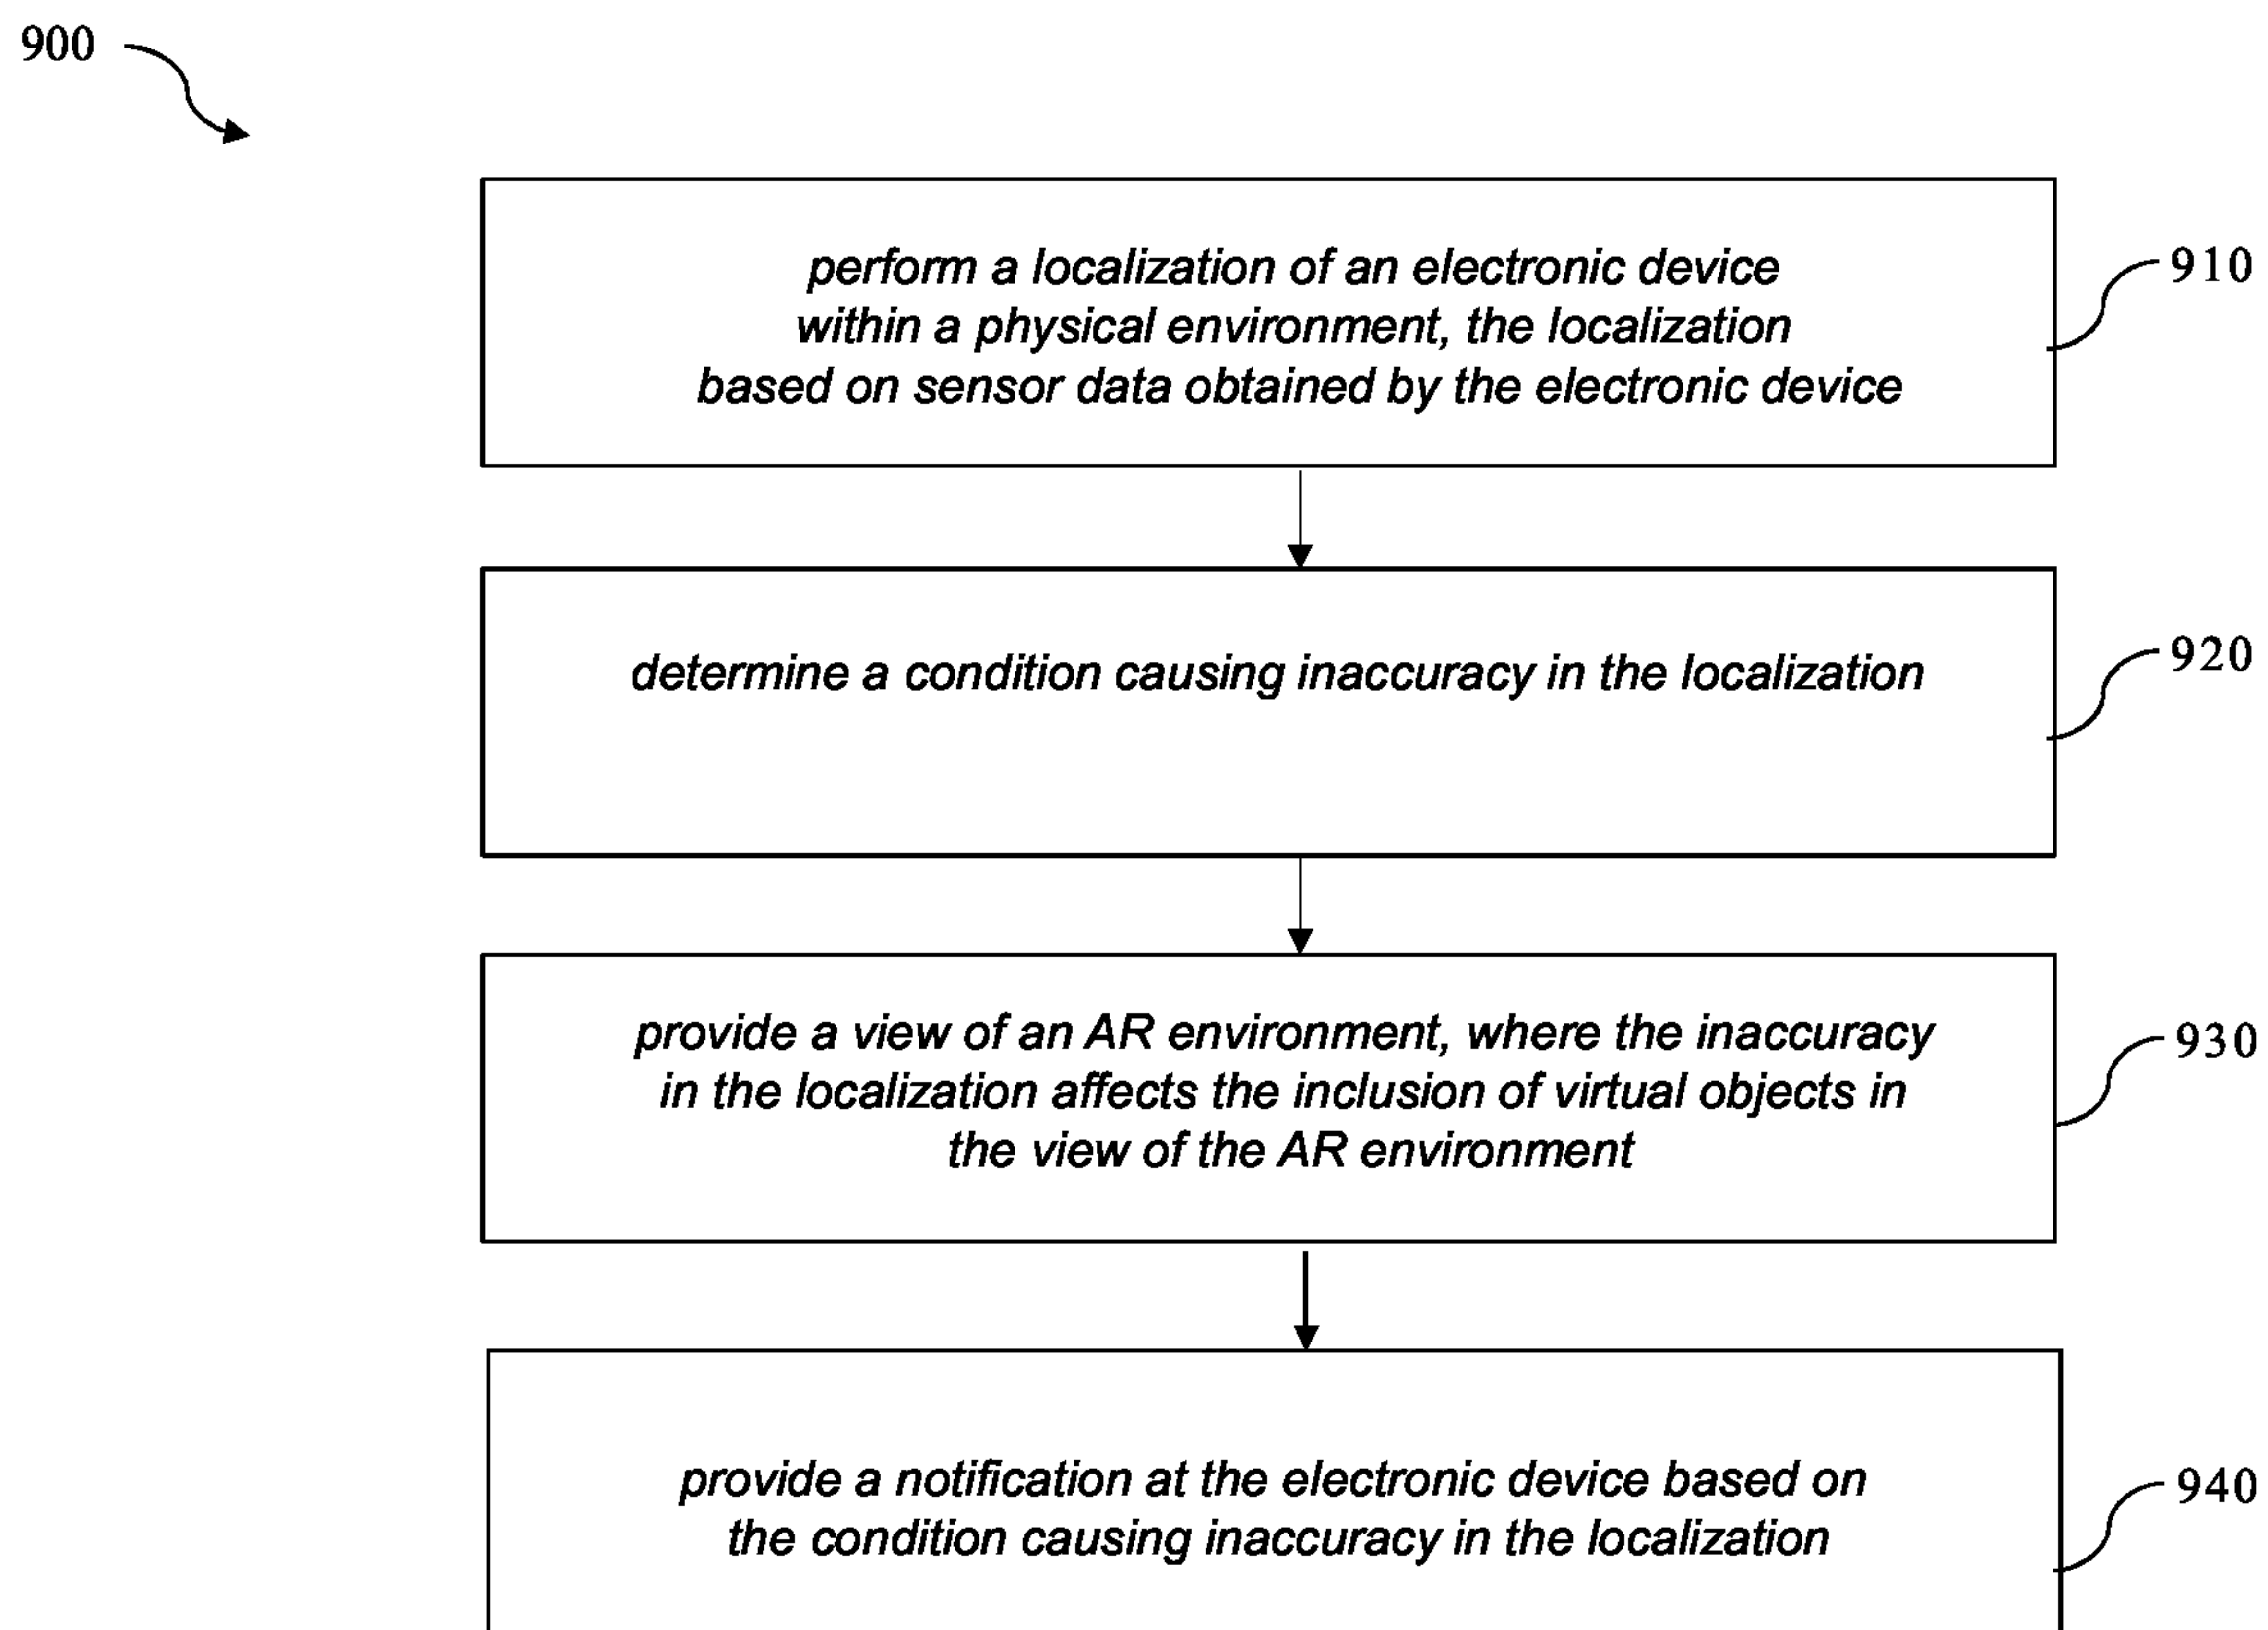 900
perform a localization of an electronic device
within a physical environment, the localization
based on sensor data obtained by the electronic device
910
determine a condition causing inaccuracy in the localization
920
provide a view of an AR environment, where the inaccuracy
in the localization affects the inclusion of virtual objects in
the view of the AR environment
930
provide a notification at the electronic device based on
the condition causing inaccuracy in the localization
940